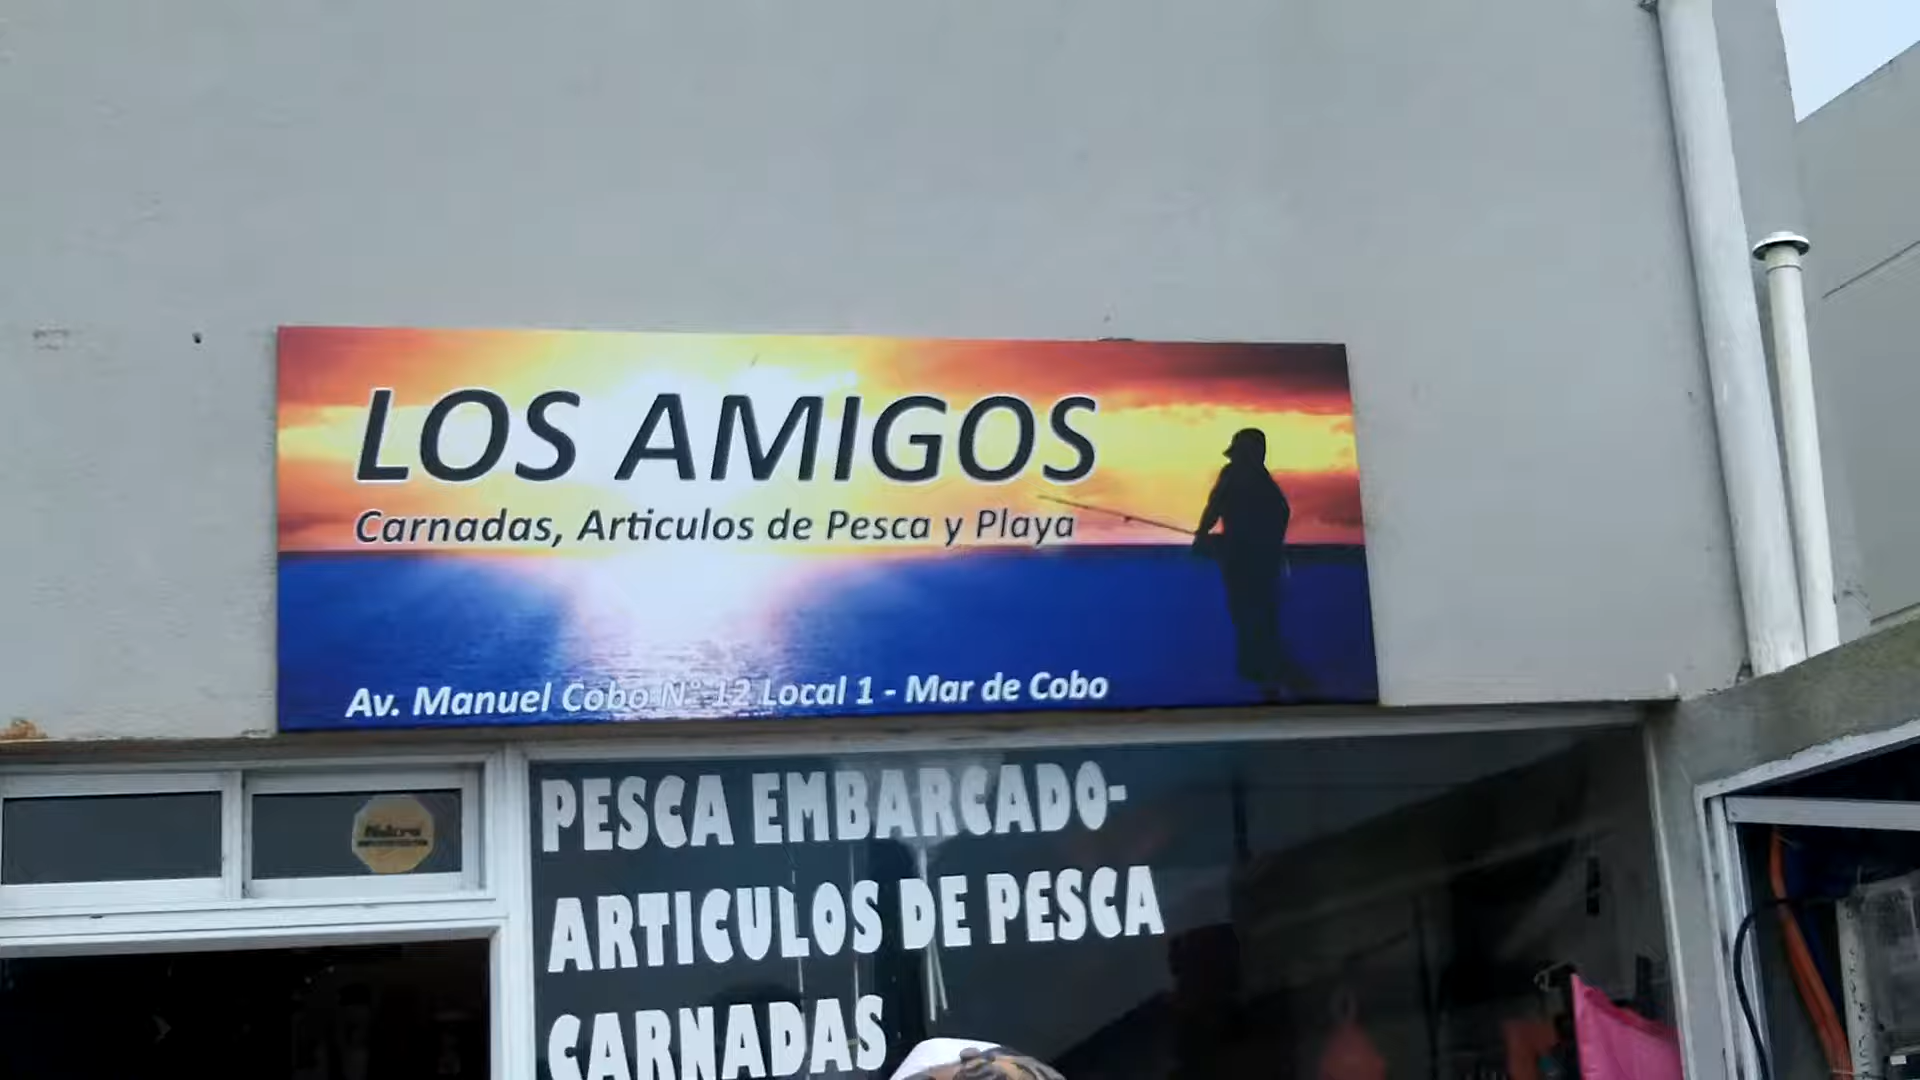 LOS AMIGOS
Carnadas, Articulos de Pesca y Playa
Av. Manuel Cobo N° 12 Local 1 - Mar de Cobo
PESCA EMBARCADO-
ARTICULOS DE PESCA
CARNADAS